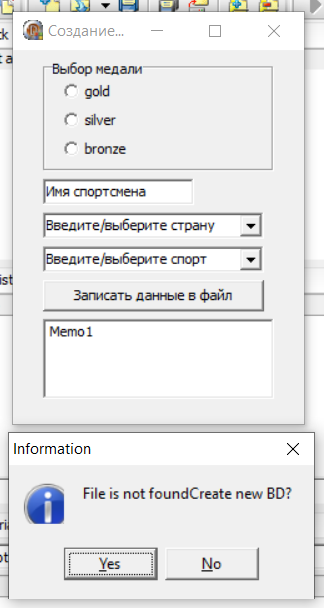 Создание...
Выбор медали
gold
silver
bronze
Имя спортсмена
Введите/выберите страну
Введите/выберите спорт
Записать данные в файл
Memo1
Information
File is not foundCreate new BD?
Yes
No